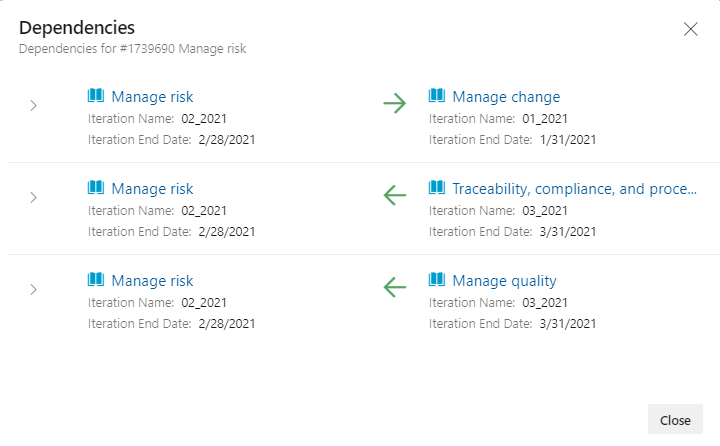 Dependencies
Dependencies for #1739690 Manage risk
Manage risk
Iteration Name: 02_2021
Iteration End Date: 2/28/2021
Manage change
Iteration Name: 01_2021
Iteration End Date: 1/31/2021
Manage risk
Iteration Name: 02_2021
Iteration End Date: 2/28/2021
Traceability, compliance, and proce...
Iteration Name: 03_2021
Iteration End Date: 3/31/2021
Manage risk
Iteration Name: 02_2021
Iteration End Date: 2/28/2021
Manage quality
Iteration Name: 03_2021
Iteration End Date: 3/31/2021
Close